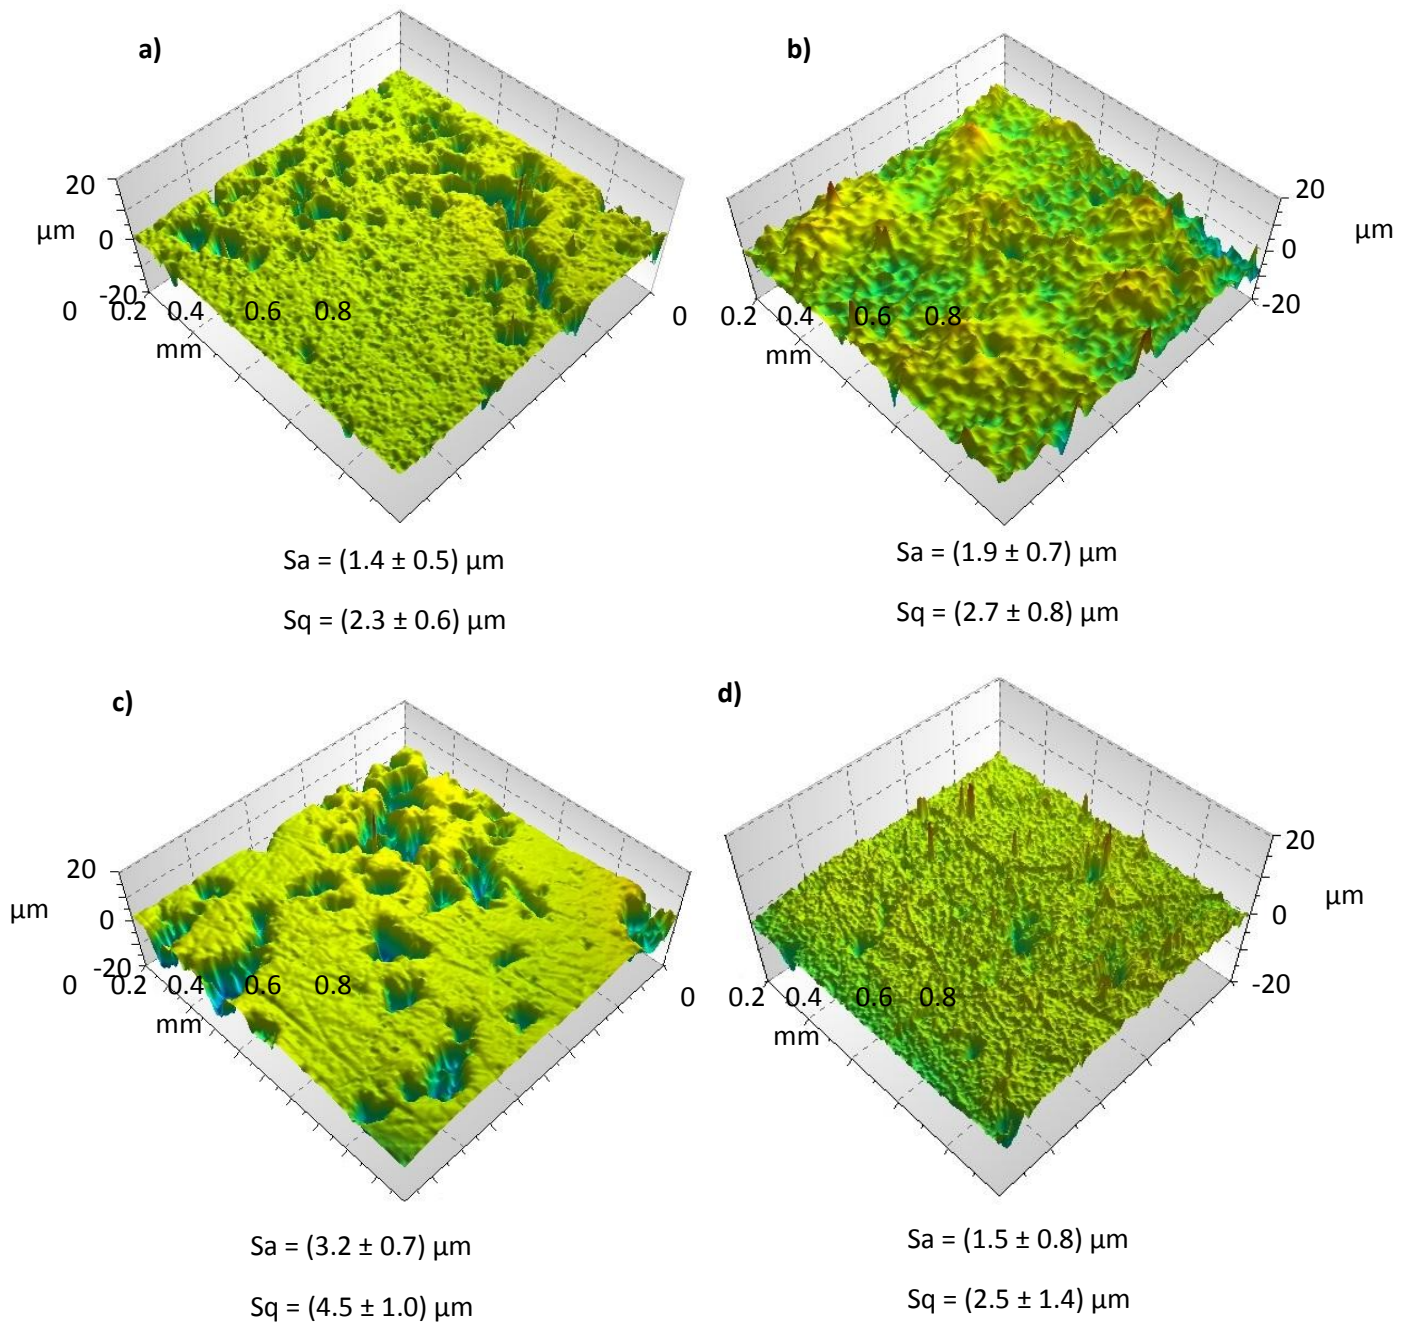 a)
20
µm
0
-20
0 0.2 0.6 0.8
mm
0
Sa = (1.4 ± 0.5) µm
Sq = (2.3 ± 0.6) µm
b)
20
µm
0
-20
0.2 0.4 0.6 0.8
mm
Sa = (1.9 ± 0.7) µm
Sq = (2.7 ± 0.8) µm
c)
20
µm
0
-20
0 0.2 0.4 0.6 0.8
mm
0
Sa = (3.2 ± 0.7) µm
Sq = (4.5 ± 1.0) µm
d)
20
µm
0
-20
0.2 0.4 0.6 0.8
mm
Sa = (1.5 ± 0.8) µm
Sq = (2.5 ± 1.4) µm